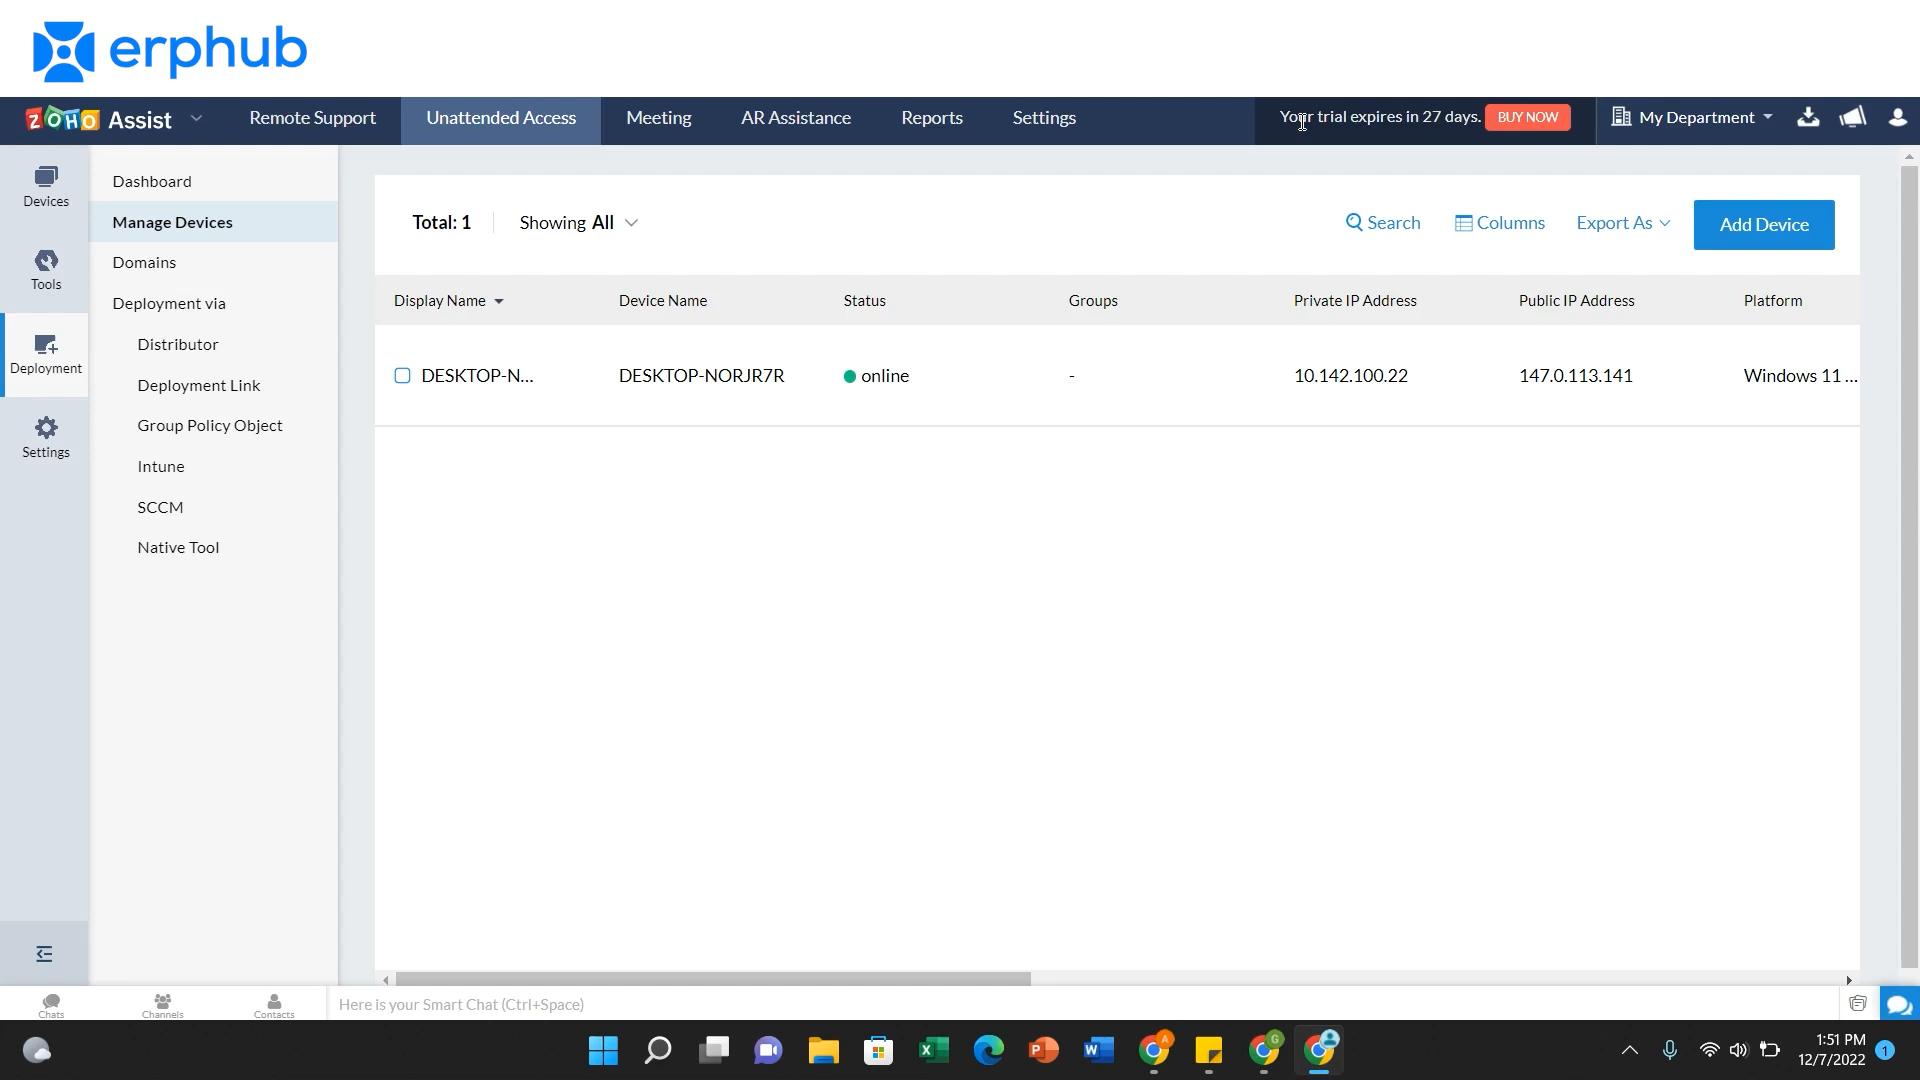 erphub
ZOHO Assist
Remote Support
Unattended Access
Meeting
AR Assistance
Reports
Settings
Your trial expires in 27 days.
BUY NOW
My Department
Devices
Tools
Deployment
Settings
Dashboard
Manage Devices
Domains
Deployment via
Distributor
Deployment Link
Group Policy Object
Intune
SCCM
Native Tool
Total: 1
Showing All
Search
Columns
Export As
Add Device
Display Name
Device Name
Status
Groups
Private IP Address
Public IP Address
Platform
DESKTOP-N...
DESKTOP-NORJR7R
online
-
10.142.100.22
147.0.113.141
Windows 11 ...
Chats
Channels
Contacts
Here is your Smart Chat (Ctrl+Space)
A
G
1:51 PM
12/7/2022
1